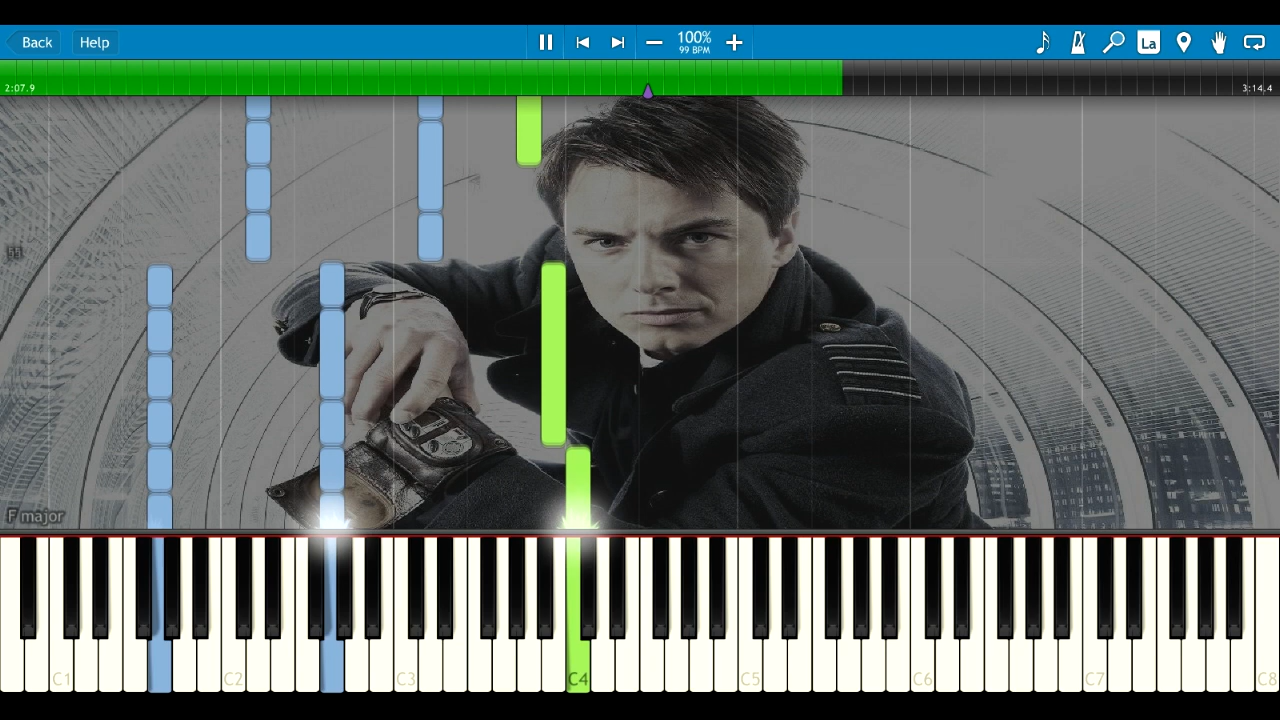 Back
Help
100%
99 BPM
La
2:07.9
3:14.4
55
F major
C1
C2
C3
C4
C5
C6
C7
C8